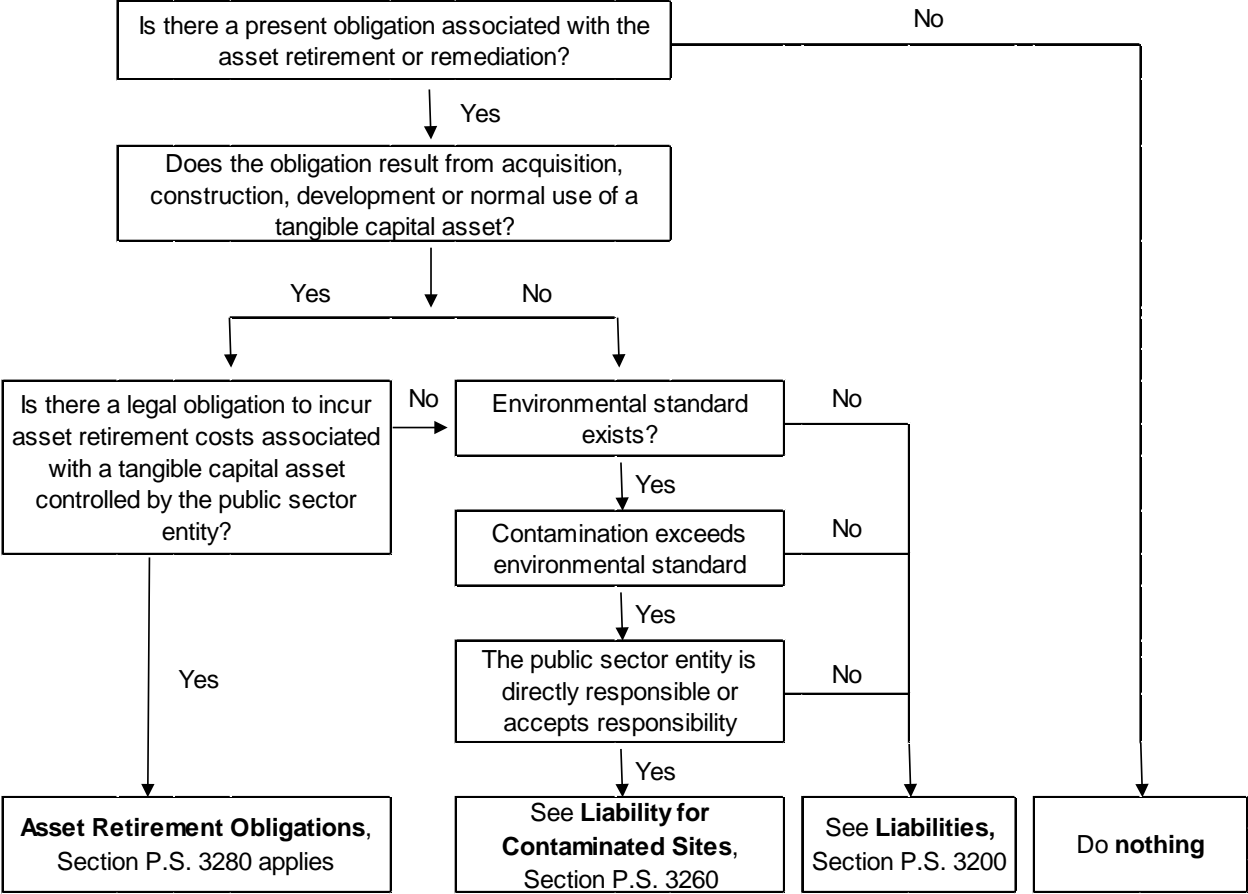 Is there a present obligation associated with the
asset retirement or remediation?
No
Yes
Does the obligation result from acquisition,
construction, development or normal use of a
tangible capital asset?
Yes
No
Is there a legal obligation to incur
asset retirement costs associated
with a tangible capital asset
controlled by the public sector
entity?
No
Environmental standard
exists?
No
Yes
Contamination exceeds
environmental standard
No
Yes
The public sector entity is
directly responsible or
accepts responsibility
No
Yes
Yes
Asset Retirement Obligations,
Section P.S. 3280 applies
See Liability for
Contaminated Sites,
Section P.S. 3260
See Liabilities,
Section P.S. 3200
Do nothing